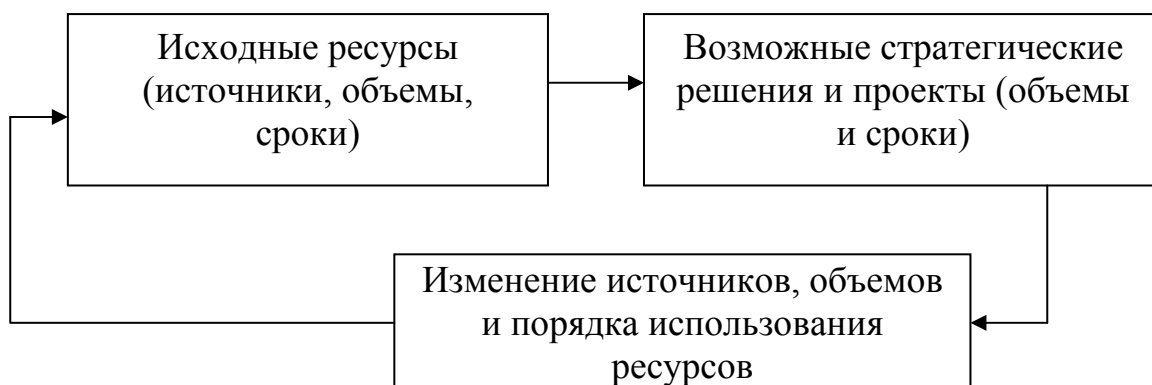 Исходные ресурсы
(источники, объемы,
сроки)
Возможные стратегические
решения и проекты (объемы
и сроки)
Изменение источников, объемов
и порядка использования
ресурсов